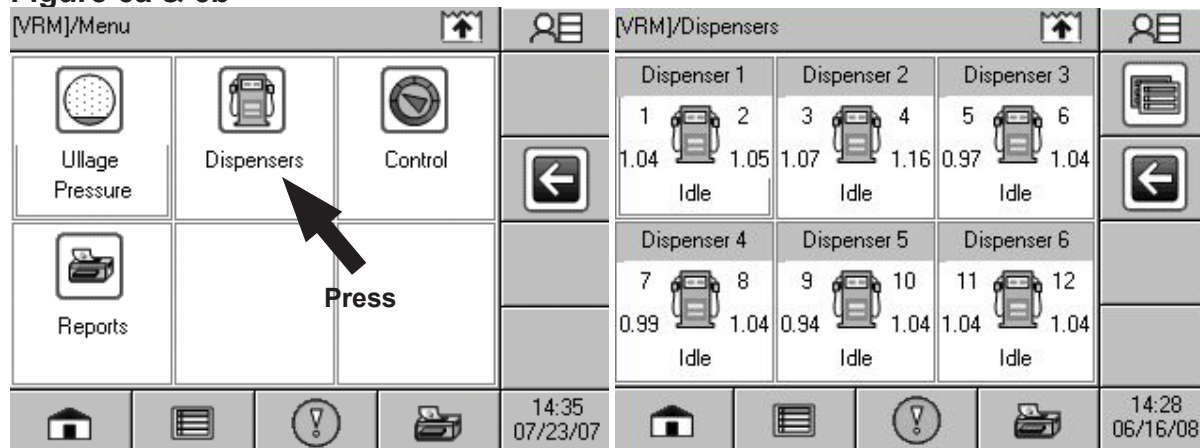 [VRM]/Menu
Ullage
Pressure
Dispensers
Control
Reports
Press
14:35
07/23/07
[VRM]/Dispensers
Dispenser 1
1 2
1.04 1.05
Idle
Dispenser 2
3 4
1.07 1.16
Idle
Dispenser 3
5 6
0.97 1.04
Idle
Dispenser 4
7 8
0.99 1.04
Idle
Dispenser 5
9 10
0.94 1.04
Idle
Dispenser 6
11 12
1.04 1.04
Idle
14:28
06/16/08